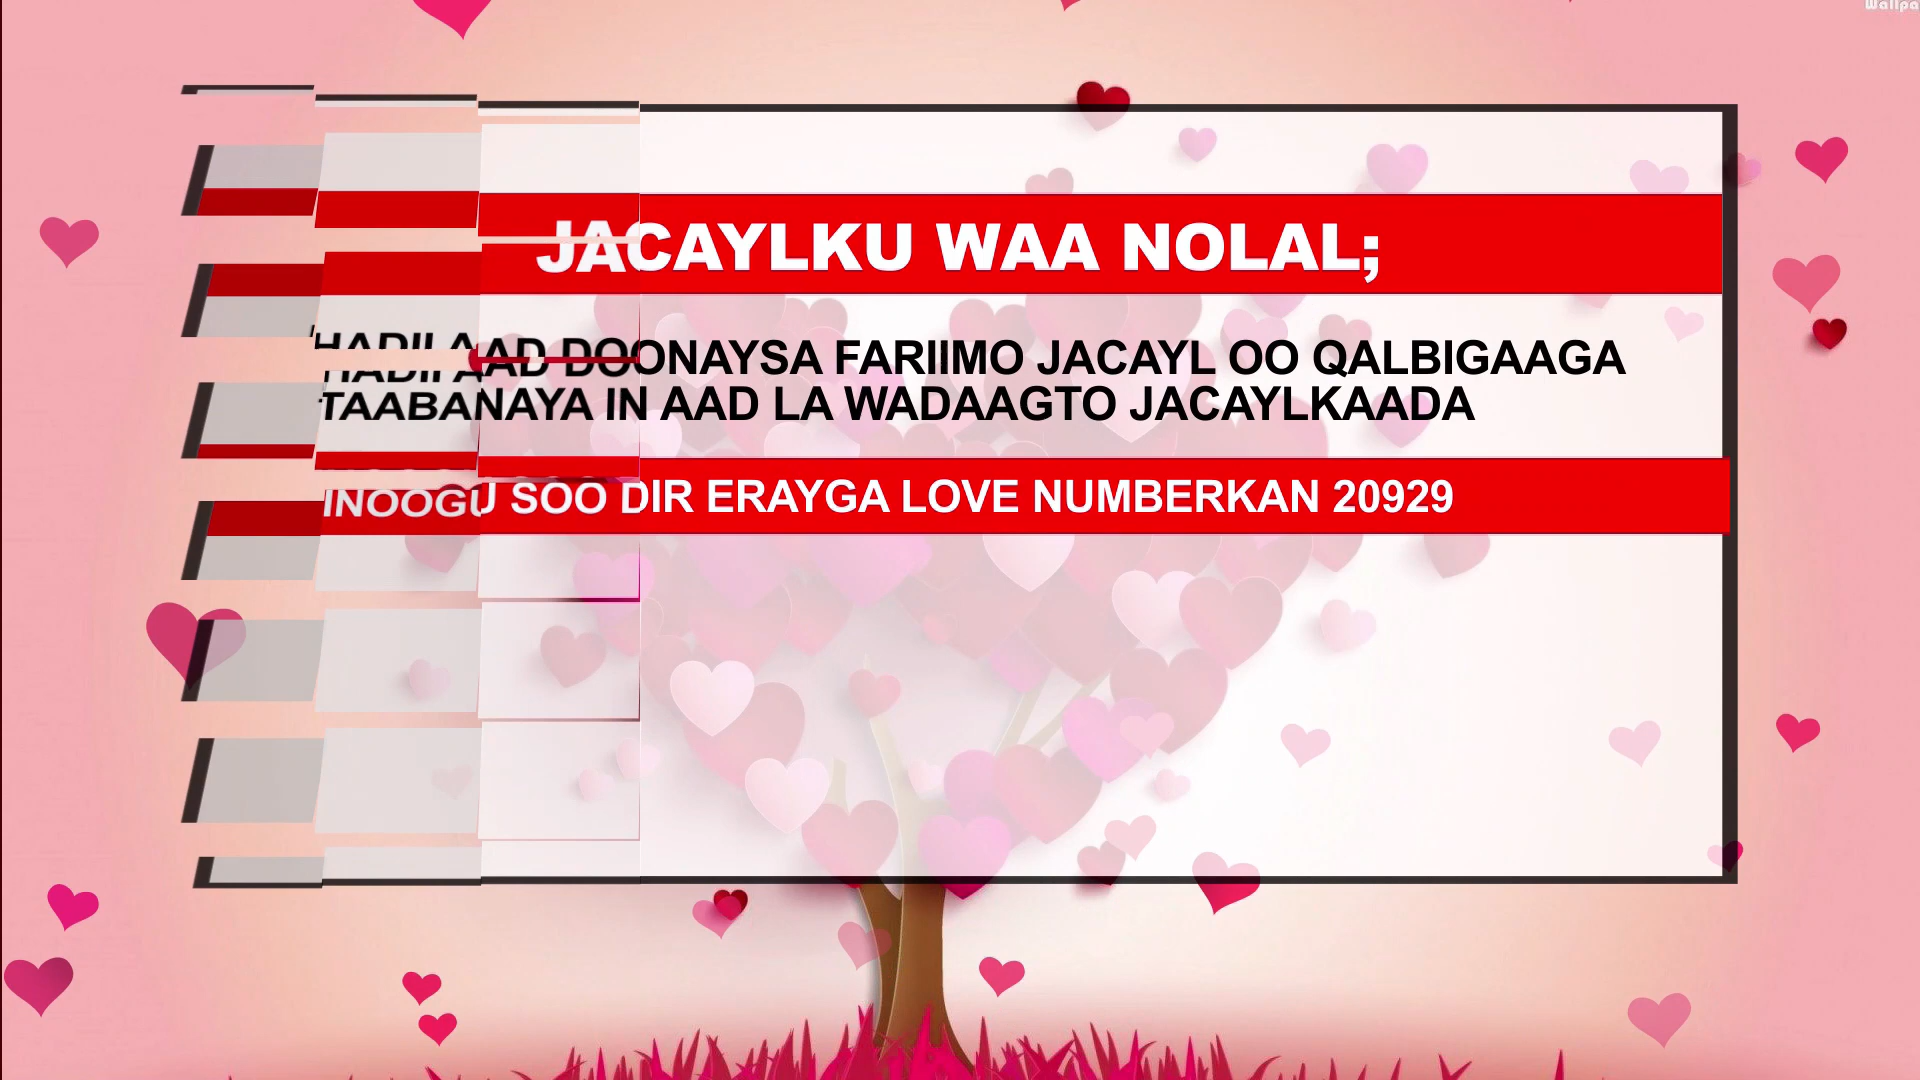 Wallpa
JACAYLKU WAA NOLAL;
HADII AAD DOONAYSA FARIIMO JACAYL OO QALBIGAAGA
TAABANAYA IN AAD LA WADAAGTO JACAYLKAADA
INOOGU SOO DIR ERAYGA LOVE NUMBERKAN 20929